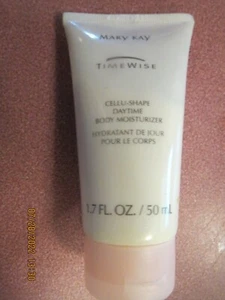 MARY KAY
TIMEWISE
CELLU-SHAPE
DAYTIME
BODY MOISTURIZER
HYDRATANT DE JOUR
POUR LE CORPS
1.7 FL. OZ. / 50 mL